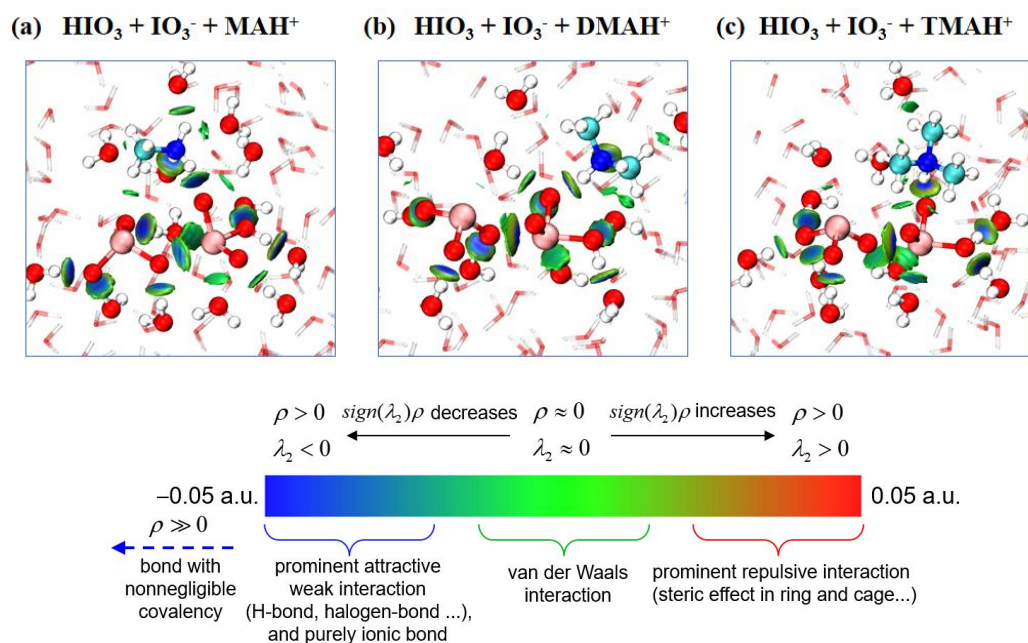 (a) HIO₃ + IO₃⁻ + MAH⁺
(b) HIO₃ + IO₃⁻ + DMAH⁺
(c) HIO₃ + IO₃⁻ + TMAH⁺
ρ > 0
sign(λ₂)ρ decreases
ρ ≈ 0
sign(λ₂)ρ increases
ρ > 0
λ₂ < 0
λ₂ ≈ 0
λ₂ > 0
−0.05 a.u.
0.05 a.u.
ρ ≫ 0
bond with
nonnegligible
covalency
prominent attractive
weak interaction
(H-bond, halogen-bond ...),
and purely ionic bond
van der Waals
interaction
prominent repulsive interaction
(steric effect in ring and cage...)